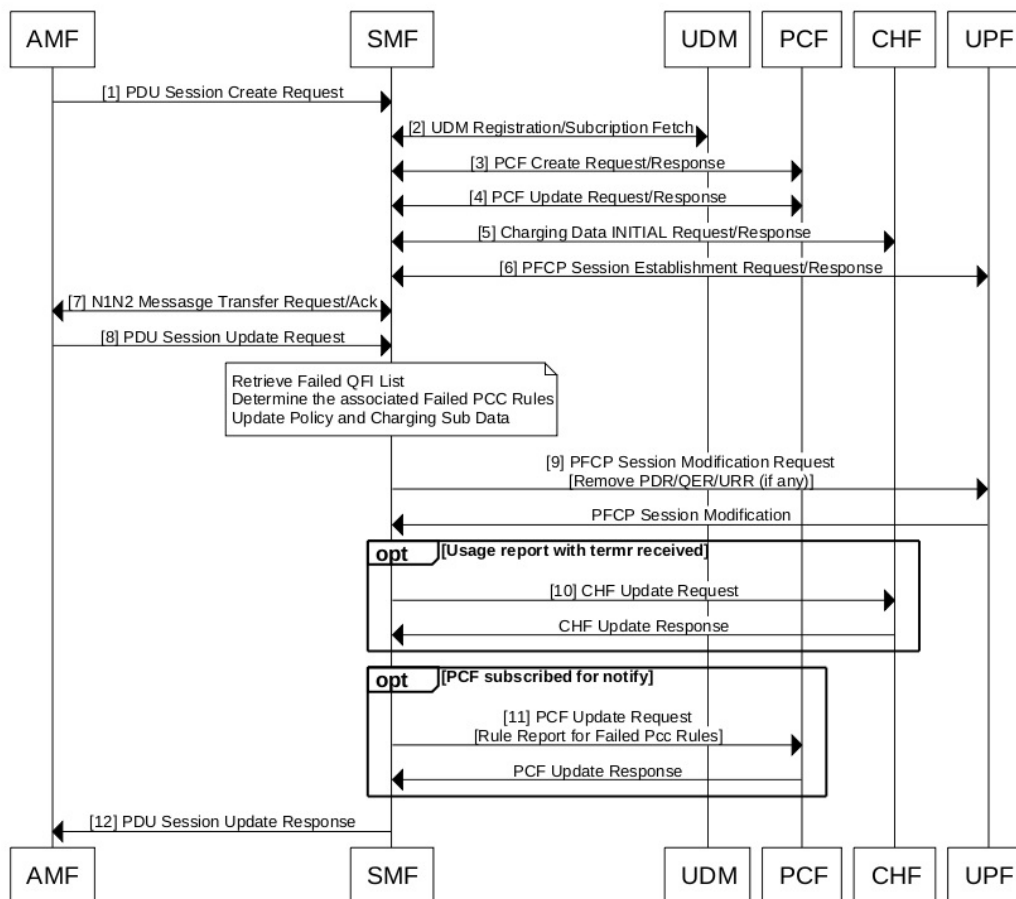 AMF
SMF
UDM
PCF
CHF
UPF
[1] PDU Session Create Request
[2] UDM Registration/Subcription Fetch
[3] PCF Create Request/Response
[4] PCF Update Request/Response
[5] Charging Data INITIAL Request/Response
[6] PFCP Session Establishment Request/Response
[7] N1N2 Messasge Transfer Request/Ack
[8] PDU Session Update Request
Retrieve Failed QFI List
Determine the associated Failed PCC Rules
Update Policy and Charging Sub Data
[9] PFCP Session Modification Request
[Remove PDR/QER/URR (if any)]
PFCP Session Modification
opt [Usage report with termr received]
[10] CHF Update Request
CHF Update Response
opt [PCF subscribed for notify]
[11] PCF Update Request
[Rule Report for Failed Pcc Rules]
PCF Update Response
[12] PDU Session Update Response
AMF
SMF
UDM
PCF
CHF
UPF